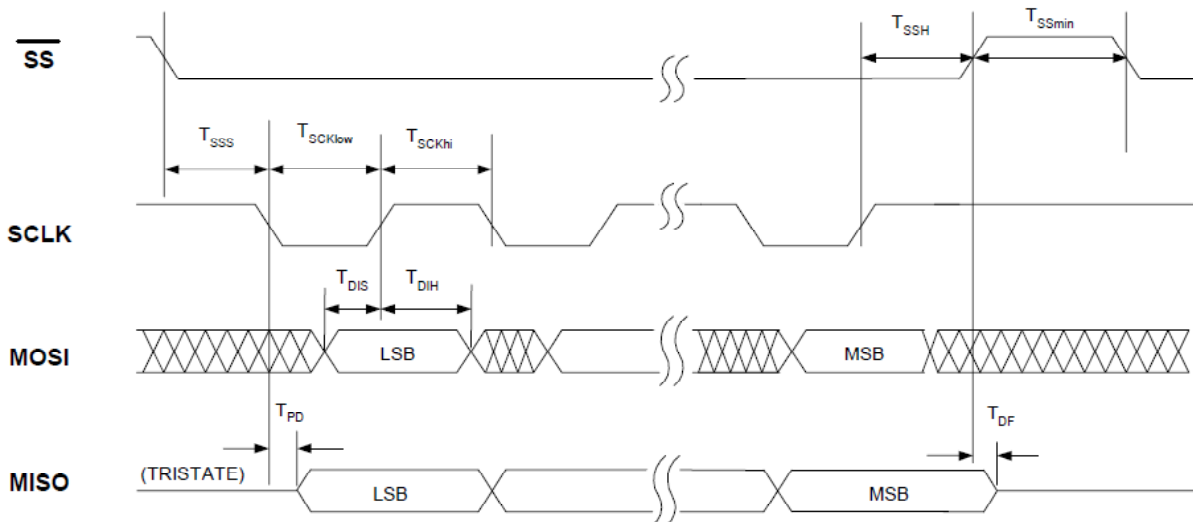 T_SSH T_SSmin
SS
T_SSS T_SCKlow T_SCKhi
SCLK
T_DIS T_DIH
MOSI LSB MSB
T_PD T_DF
(TRISTATE)
MISO LSB MSB